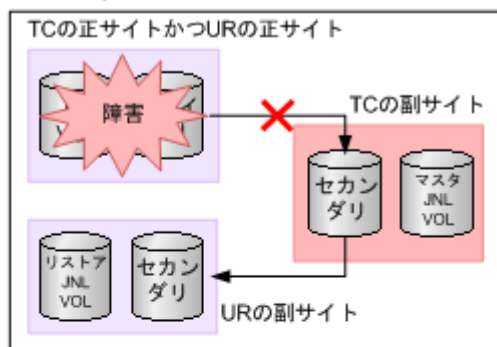 TCの正サイトかつURの正サイト
障害
TCの副サイト
セカン
ダリ
マスタ
JNL
VOL
リストア
JNL
VOL
セカン
ダリ
URの副サイト